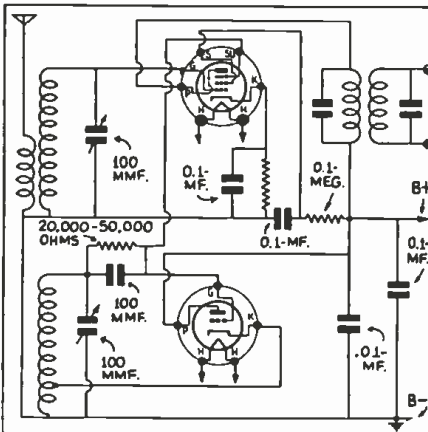 G
S
SU
P
K
H
H
100
MMF.
0.1-
MF.
0.1-
MEG.
B+
20,000-50,000
OHMS
0.1-MF.
0.1-
MF.
100
MMF.
G
P
K
H
H
100
MMF.
.01-
MF.
B-